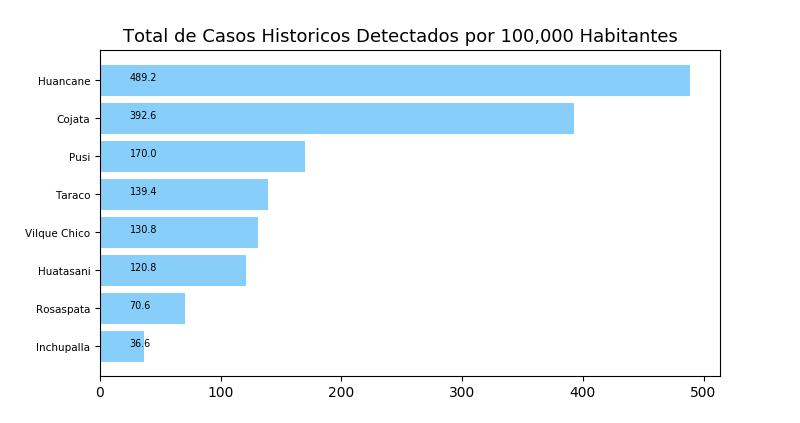 Total de Casos Historicos Detectados por 100,000 Habitantes
Huancane 489.2
Cojata 392.6
Pusi 170.0
Taraco 139.4
Vilque Chico 130.8
Huatasani 120.8
Rosaspata 70.6
Inchupalla 36.6
0 100 200 300 400 500